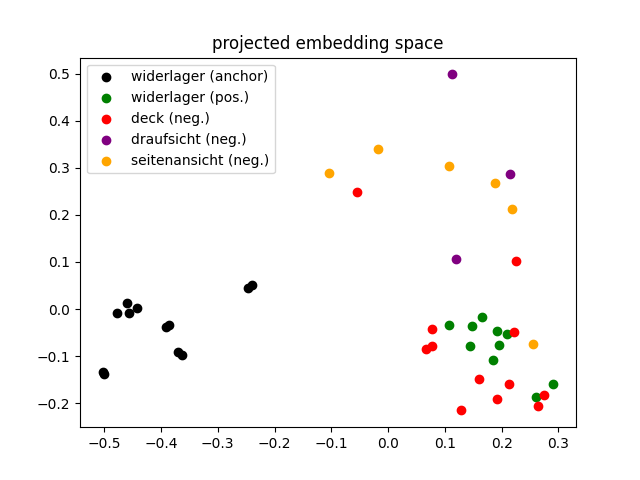 projected embedding space
widerlager (anchor)
widerlager (pos.)
deck (neg.)
draufsicht (neg.)
seitenansicht (neg.)
0.5
0.4
0.3
0.2
0.1
0.0
−0.1
−0.2
−0.5 −0.4 −0.3 −0.2 −0.1 0.0 0.1 0.2 0.3